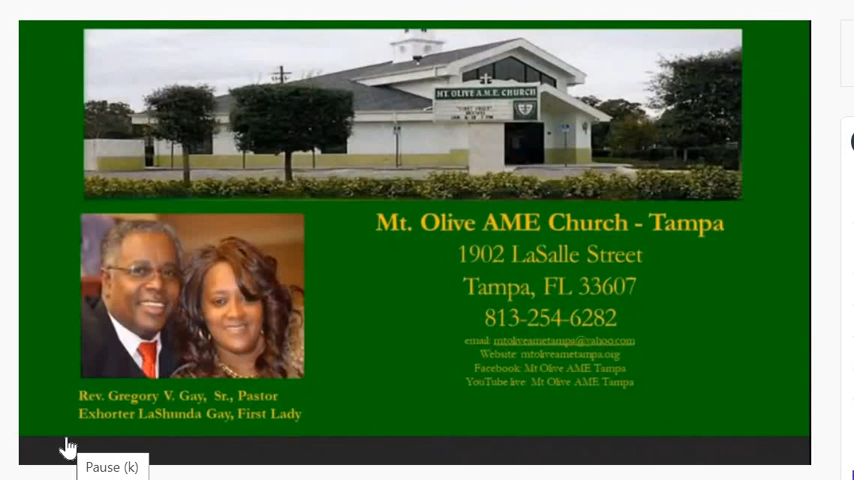 MT. OLIVE A.M.E. CHURCH
Mt. Olive AME Church - Tampa
1902 LaSalle Street
Tampa, FL 33607
813-254-6282
email: mtoliveametampa@yahoo.com
Website: mtoliveametampa.org
Facebook: Mt Olive AME Tampa
YouTube live: Mt Olive AME Tampa
Rev. Gregory V. Gay, Sr., Pastor
Exhorter LaShunda Gay, First Lady
Pause (k)